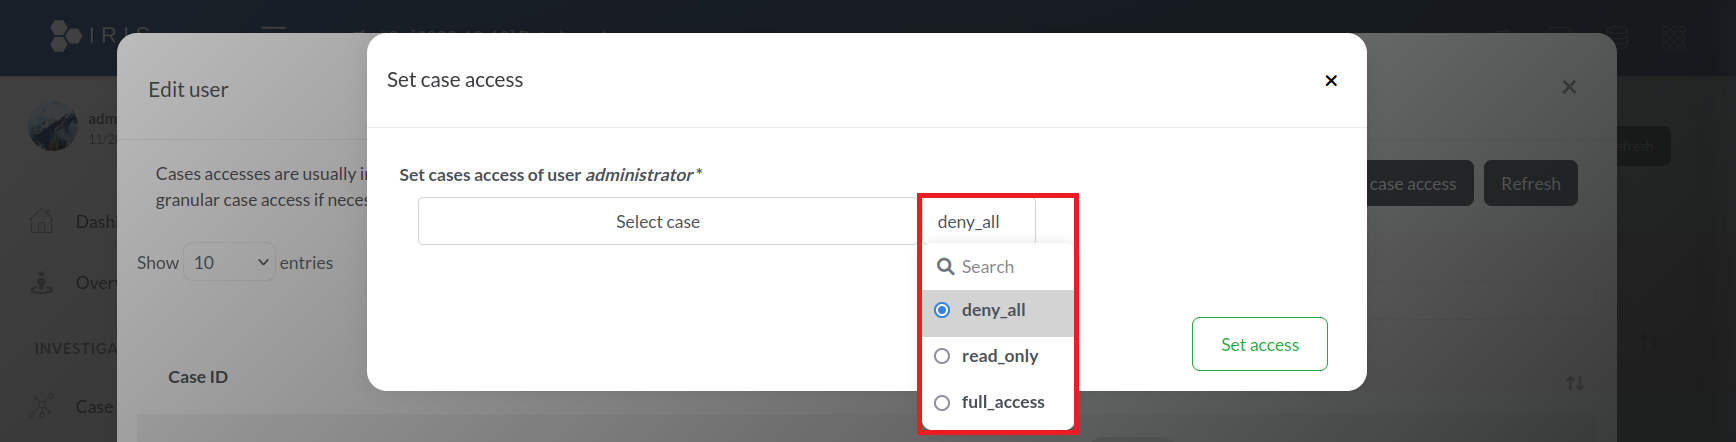 IRIS
Edit user
Set case access
adm
11/2
Cases accesses are usually i
granular case access if neces
case access
Refresh
efresh
Set cases access of user administrator *
Select case
deny_all
Dash
Show 10 entries
Search
Over
deny_all
read_only
full_access
Set access
INVESTIGA
Case ID
Case